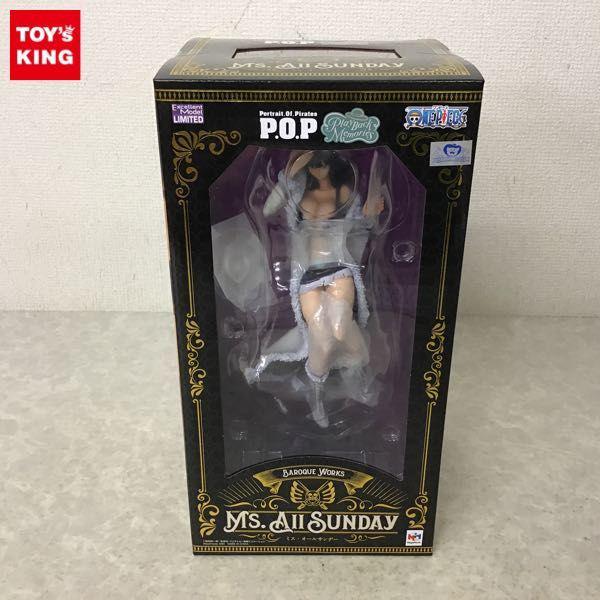 TOY's
KING
Ms. All Sunday
Excellent
Model
LIMITED
Portrait.Of.Pirates
P.O.P
Play Back
Memories
ONE PIECE
Baroque Works
Ms. All Sunday
ミス・オールサンデー
MegaHouse